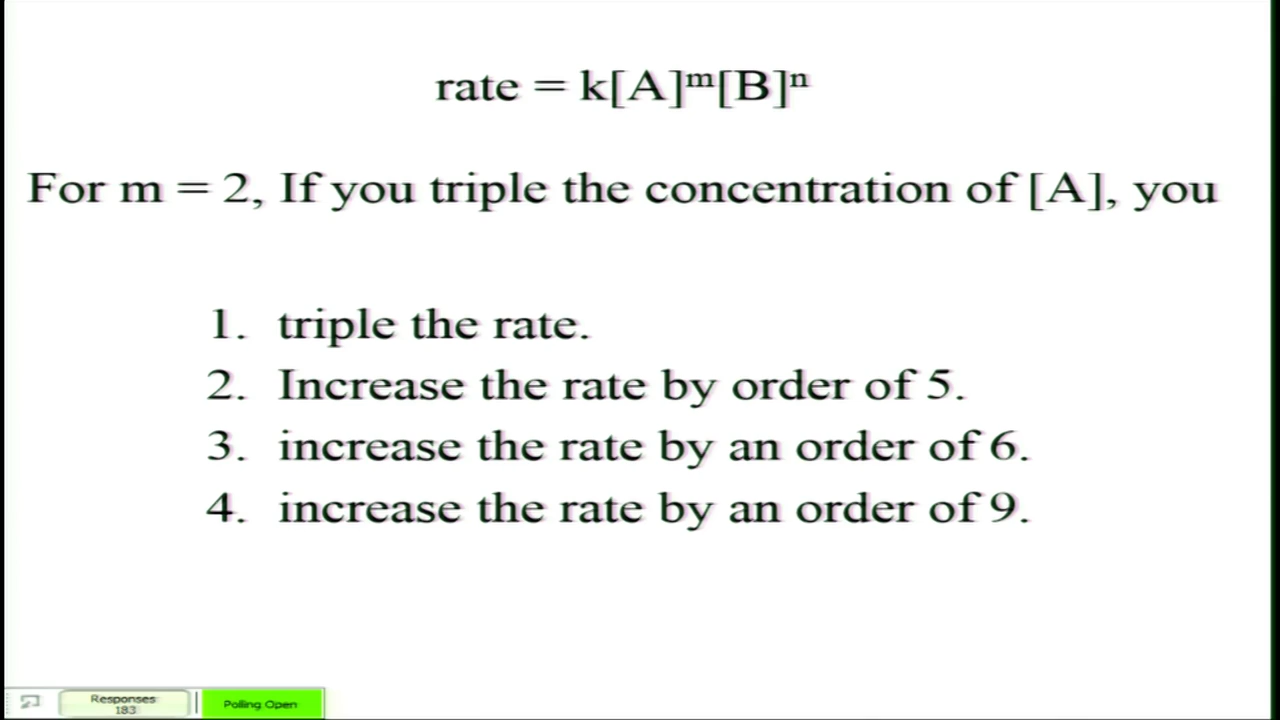 rate = k[A]ᵐ[B]ⁿ
For m = 2, If you triple the concentration of [A], you
1. triple the rate.
2. Increase the rate by order of 5.
3. increase the rate by an order of 6.
4. increase the rate by an order of 9.
Responses
183
Polling Open